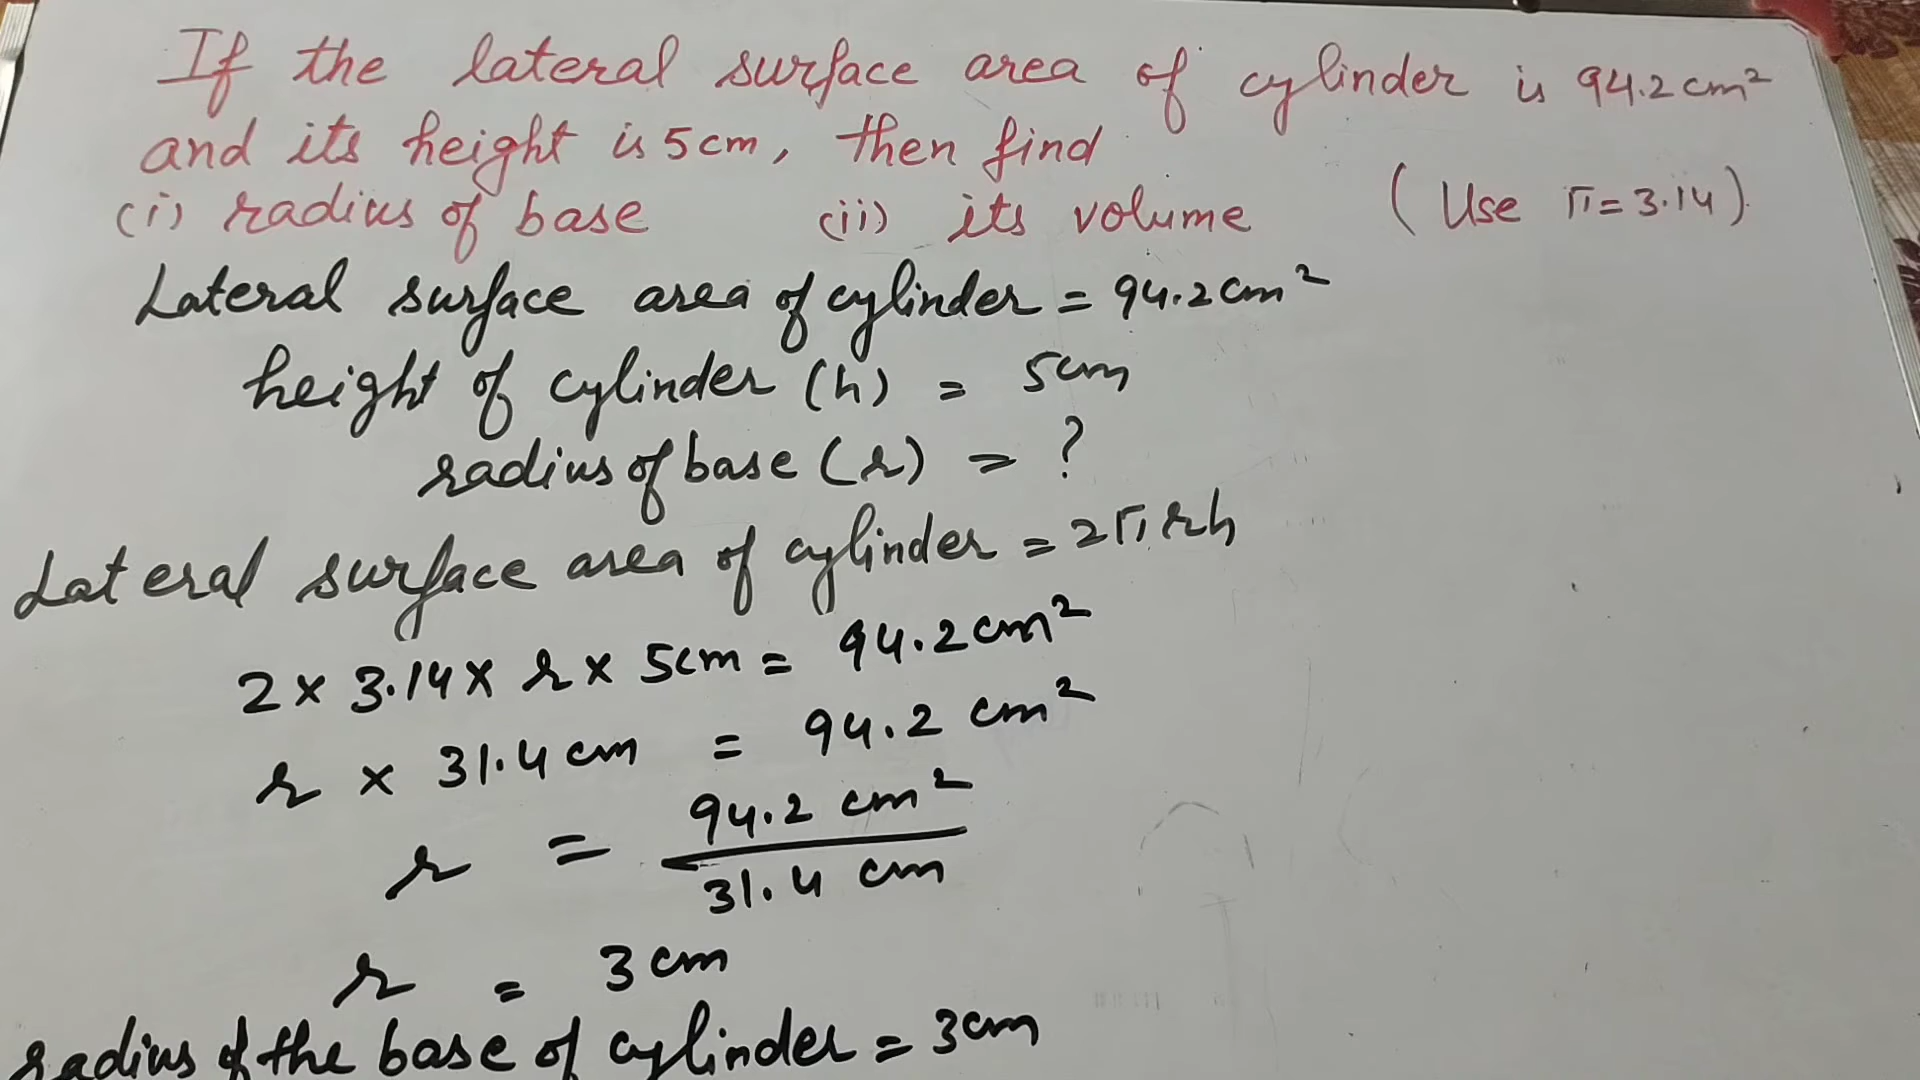 If the lateral surface area of cylinder is 94.2 cm²
and its height is 5 cm, then find
(i) radius of base (ii) its volume (Use π=3.14).
Lateral surface area of cylinder = 94.2 cm²
height of cylinder (h) = 5cm
radius of base (r) = ?
Lateral surface area of cylinder = 2πrh
2 × 3.14 × r × 5cm = 94.2 cm²
r × 31.4 cm = 94.2 cm²
r = 94.2 cm² / 31.4 cm
r = 3 cm
radius of the base of cylinder = 3cm